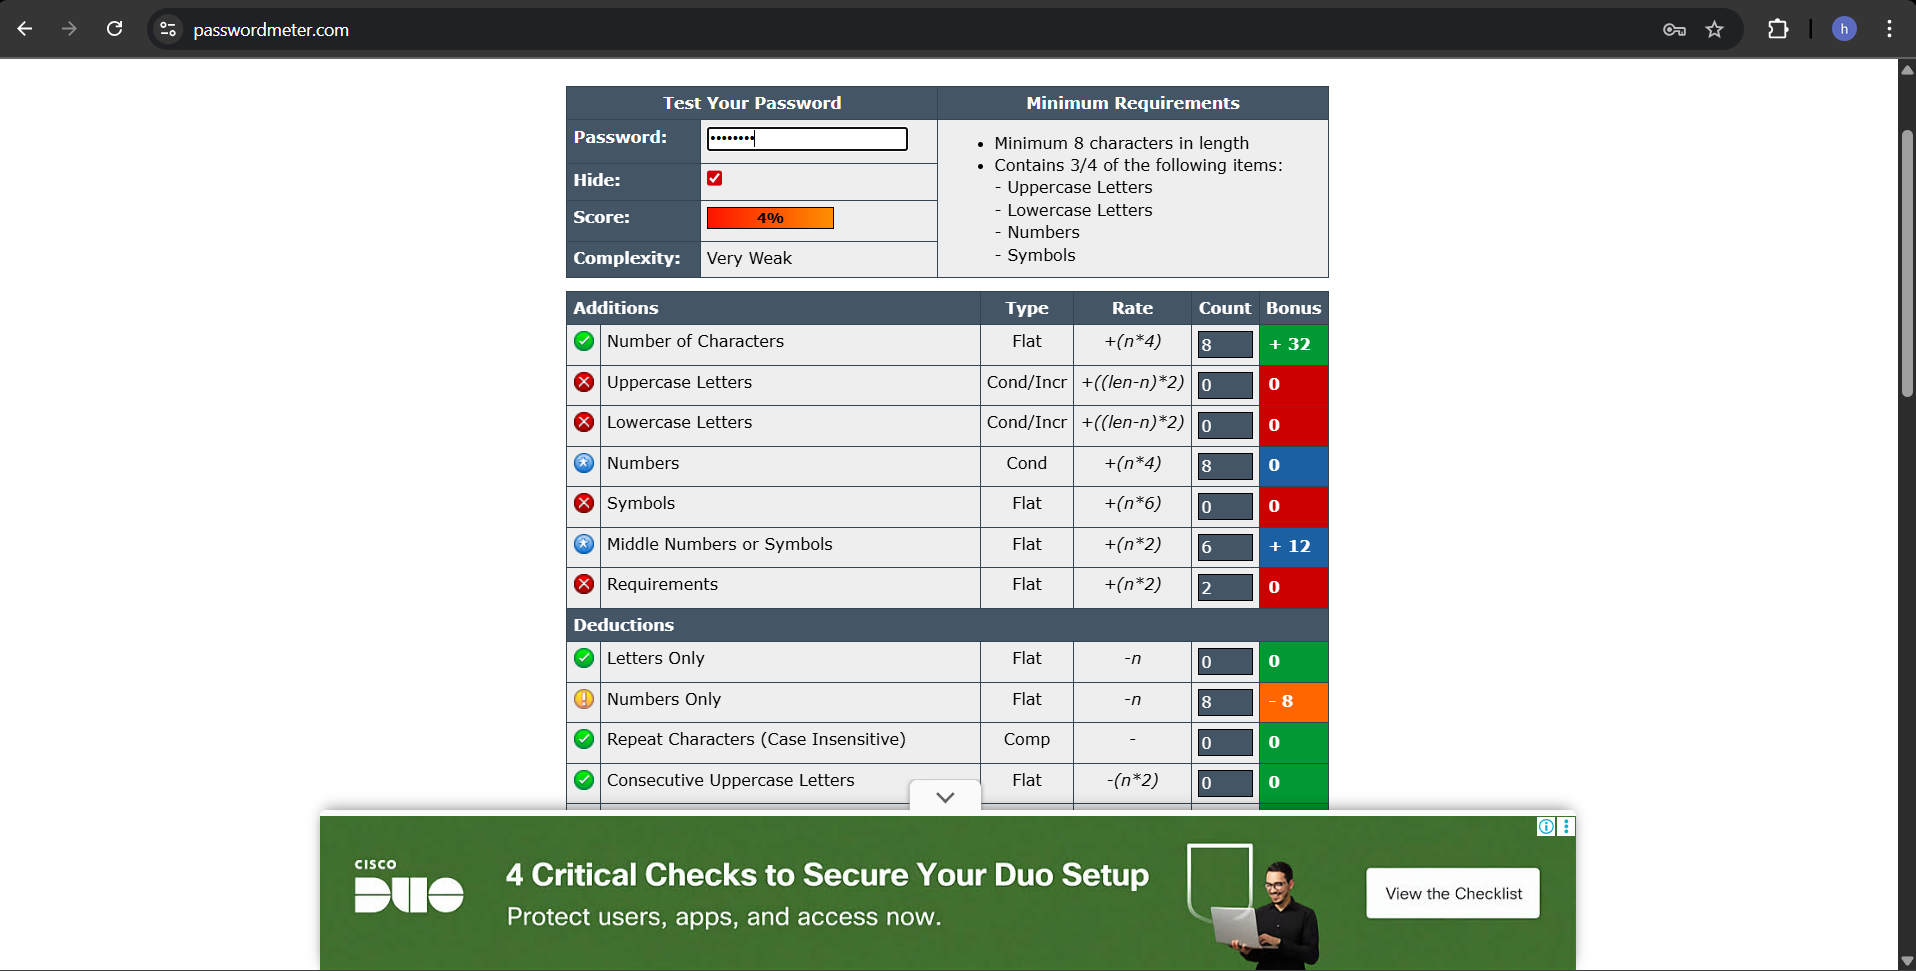 passwordmeter.com
h
Test Your Password Minimum Requirements
Password: ••••••••
Hide:
Score: 4%
Complexity: Very Weak
• Minimum 8 characters in length
• Contains 3/4 of the following items:
- Uppercase Letters
- Lowercase Letters
- Numbers
- Symbols
Additions Type Rate Count Bonus
Number of Characters Flat +(n*4) 8 + 32
Uppercase Letters Cond/Incr +((len-n)*2) 0 0
Lowercase Letters Cond/Incr +((len-n)*2) 0 0
Numbers Cond +(n*4) 8 0
Symbols Flat +(n*6) 0 0
Middle Numbers or Symbols Flat +(n*2) 6 + 12
Requirements Flat +(n*2) 2 0
Deductions
Letters Only Flat -n 0 0
Numbers Only Flat -n 8 - 8
Repeat Characters (Case Insensitive) Comp - 0 0
Consecutive Uppercase Letters Flat -(n*2) 0 0
CISCO
DUO
4 Critical Checks to Secure Your Duo Setup
Protect users, apps, and access now.
View the Checklist